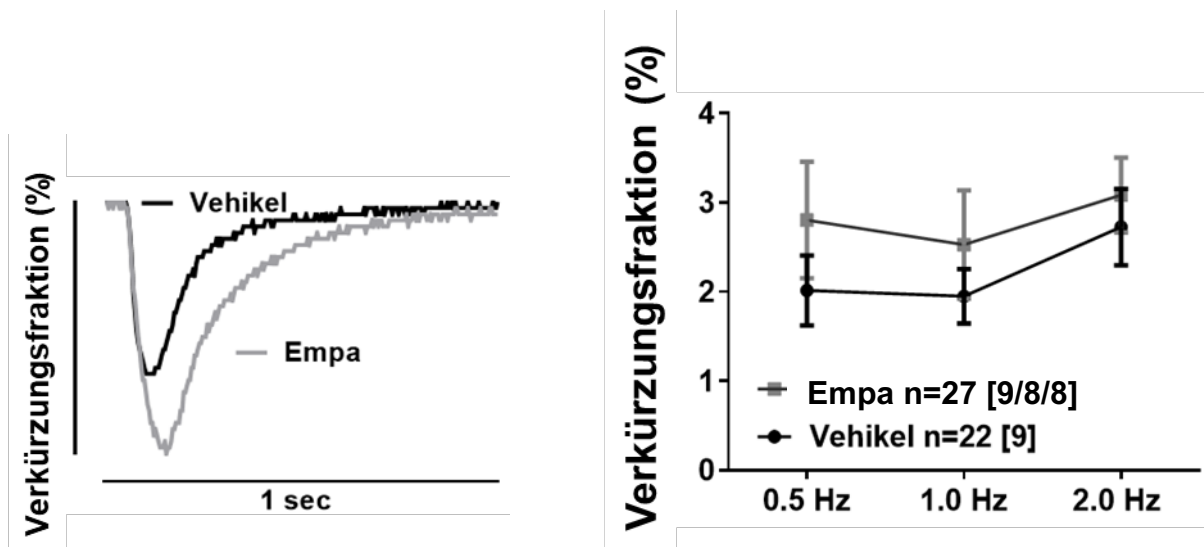 Verkürzungsfraktion (%)
Vehikel
Empa
1 sec
Verkürzungsfraktion (%)
4
3
2
1
0
Empa n=27 [9/8/8]
Vehikel n=22 [9]
0.5 Hz 1.0 Hz 2.0 Hz